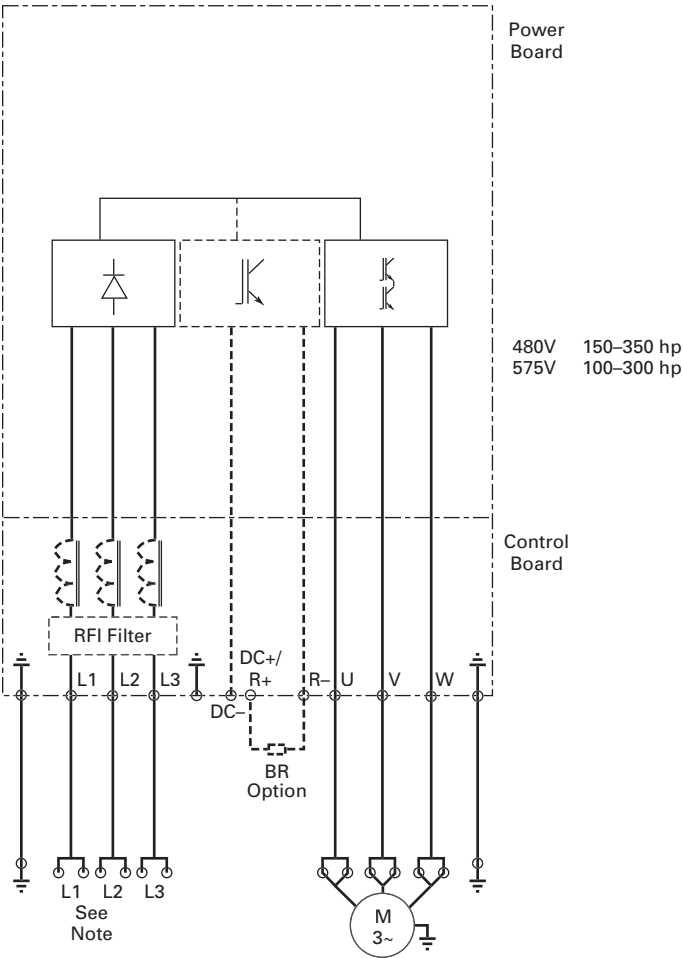 Power
Board
480V 150–350 hp
575V 100–300 hp
Control
Board
RFI Filter
L1 L2 L3
DC+/
R+
R– U V W
DC–
BR
Option
L1 L2 L3
See
Note
M
3~